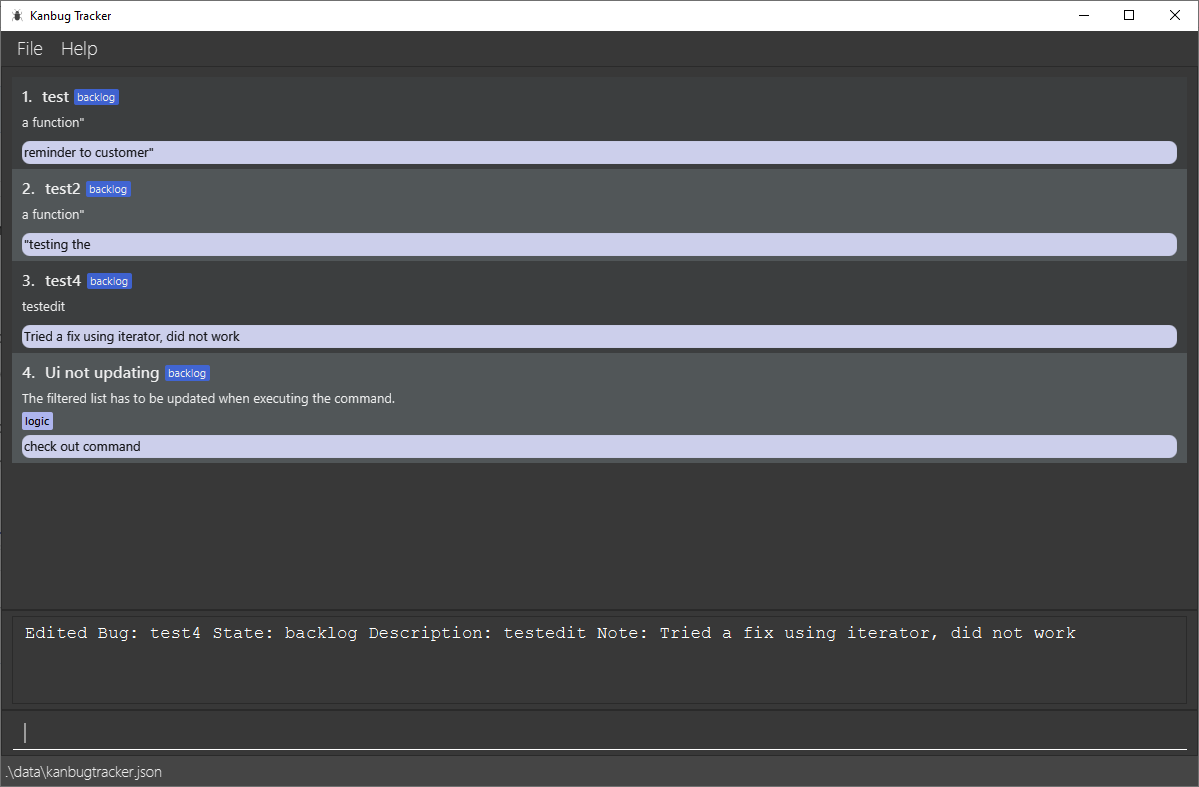 Kanbug Tracker
File Help
1. test backlog
a function"
reminder to customer"
2. test2 backlog
a function"
"testing the
3. test4 backlog
testedit
Tried a fix using iterator, did not work
4. Ui not updating backlog
The filtered list has to be updated when executing the command.
logic
check out command
Edited Bug: test4 State: backlog Description: testedit Note: Tried a fix using iterator, did not work
.\data\kanbugtracker.json